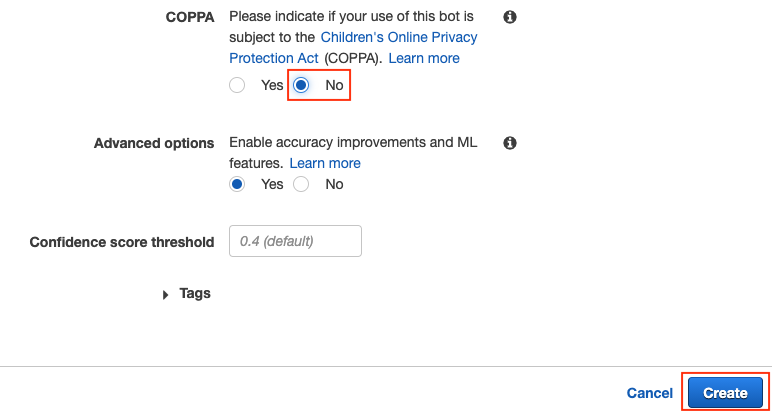 COPPA
Please indicate if your use of this bot is
subject to the Children's Online Privacy
Protection Act (COPPA). Learn more
Yes No
Advanced options
Enable accuracy improvements and ML
features. Learn more
Yes No
Confidence score threshold
0.4 (default)
Tags
Cancel Create